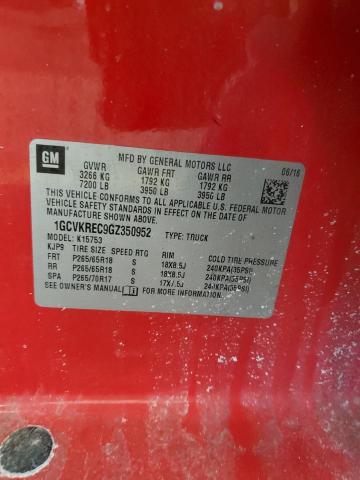 GM
MFD BY GENERAL MOTORS LLC
06/16
GVWR GAWR FRT GAWR RR
3266 KG 1792 KG 1792 KG
7200 LB 3950 LB 3950 LB
THIS VEHICLE CONFORMS TO ALL APPLICABLE U.S. FEDERAL MOTOR
VEHICLE SAFETY STANDARDS IN
EFFECT ON THE DATE OF MANUFACTURE SHOWN ABOVE.
1GCVKREC9GZ350952
MODEL: K15753 TYPE: TRUCK
KJP9 TIRE SIZE SPEED RTG RIM COLD TIRE PRESSURE
FRT P265/65R18 S 18X8.5J 240KPA(35PSI)
RR P265/65R18 S 18X8.5J 240KPA(35PSI)
SPA P265/70R17 S 17X7.5J 240KPA(35PSI)
SEE OWNER'S MANUAL FOR MORE INFORMATION